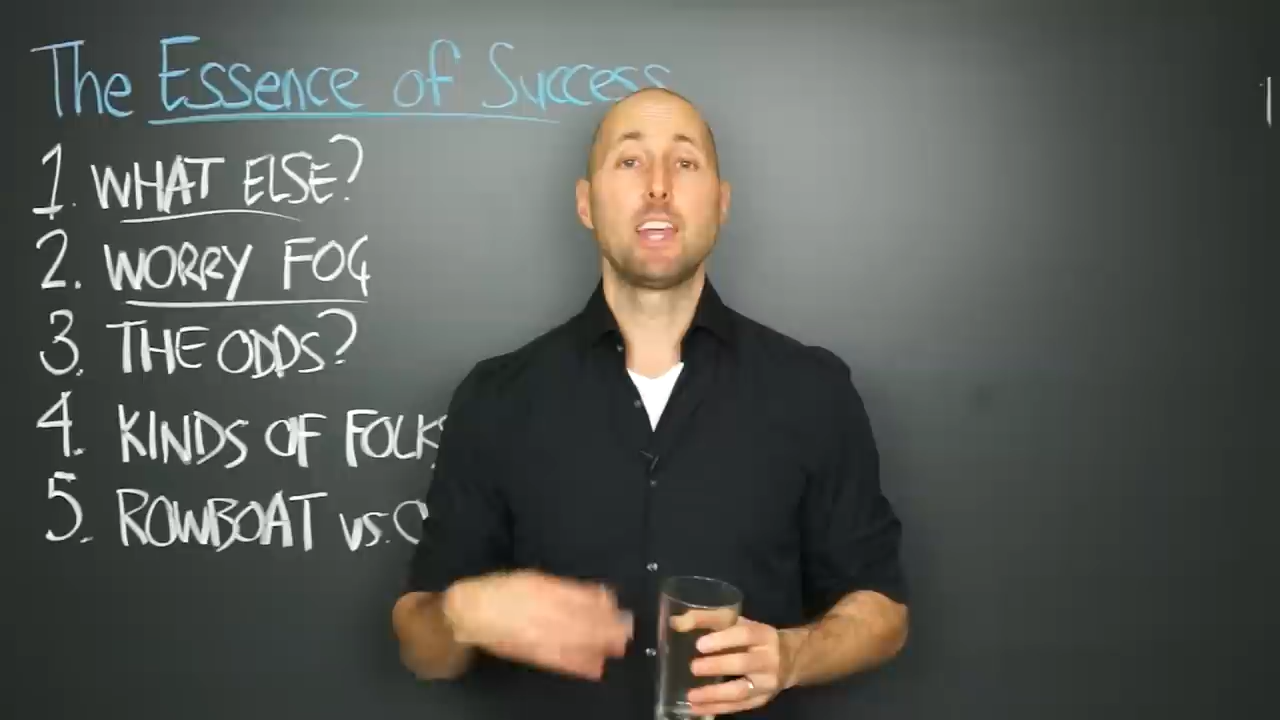 The Essence of Success
1. WHAT ELSE?
2. WORRY FOG
3. THE ODDS?
4. KINDS OF FOLKS
5. ROWBOAT vs.